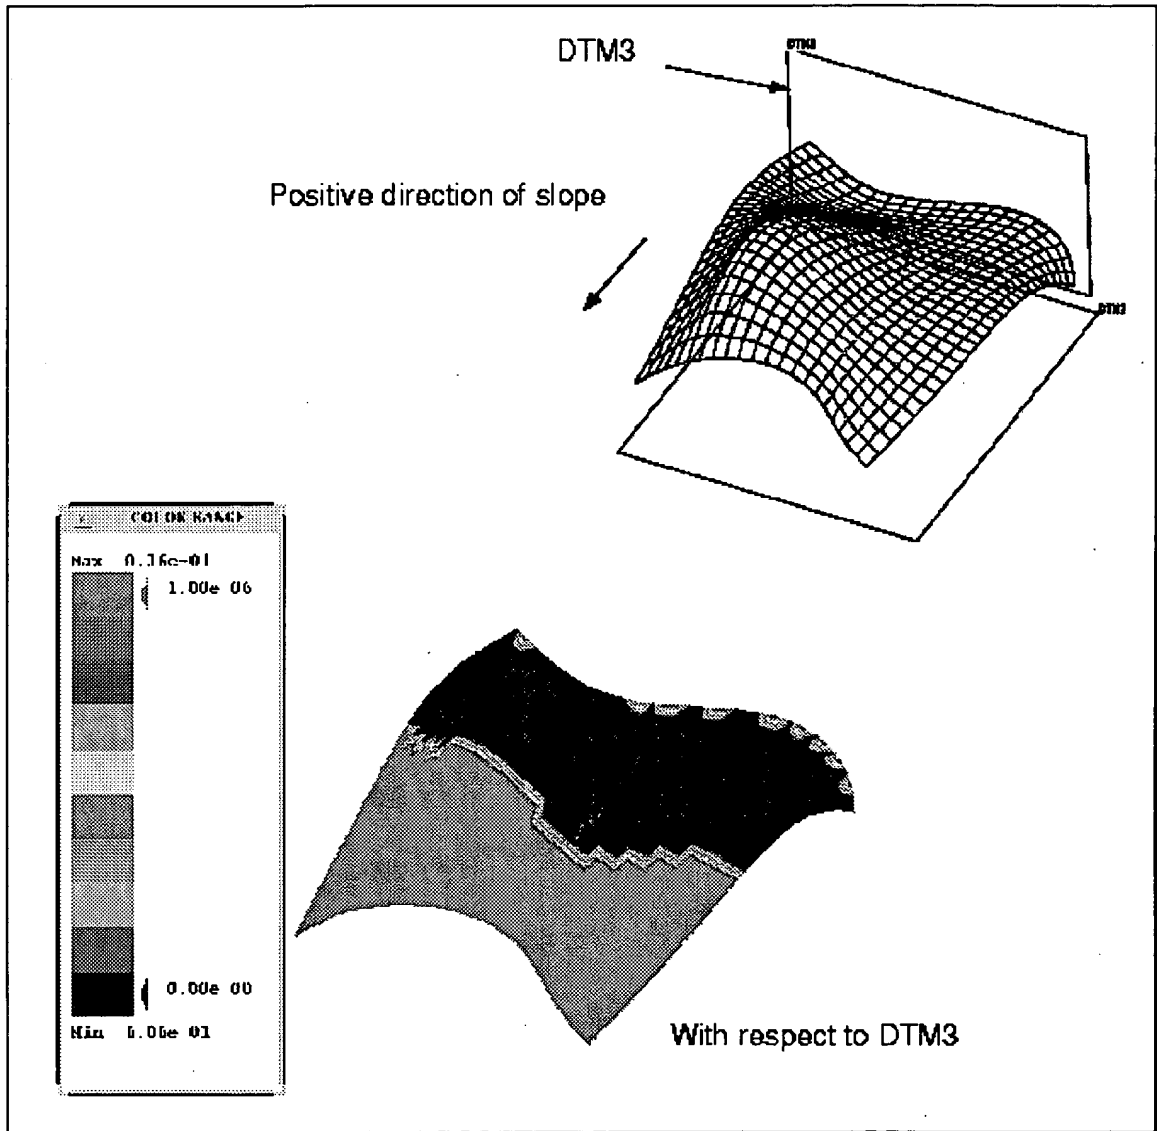 DTM3
DTM3
Positive direction of slope
DTM3
COLOR RANGE
Max
1.00e 06
0.00e 00
Min
With respect to DTM3